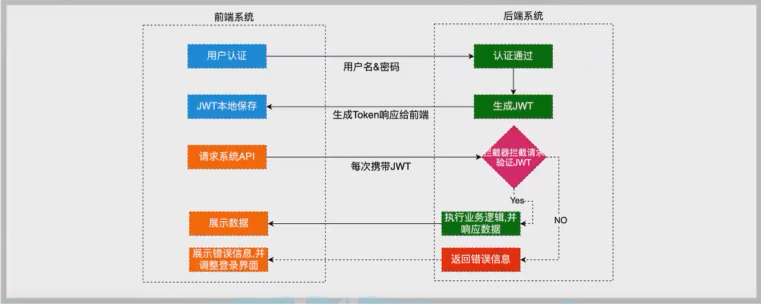 前端系统
后端系统
用户认证
用户名&密码
认证通过
JWT本地保存
生成Token响应给前端
生成JWT
请求系统API
每次携带JWT
拦截器拦截请求
验证JWT
Yes
NO
展示数据
执行业务逻辑,并
响应数据
展示错误信息,并
调整登录界面
返回错误信息